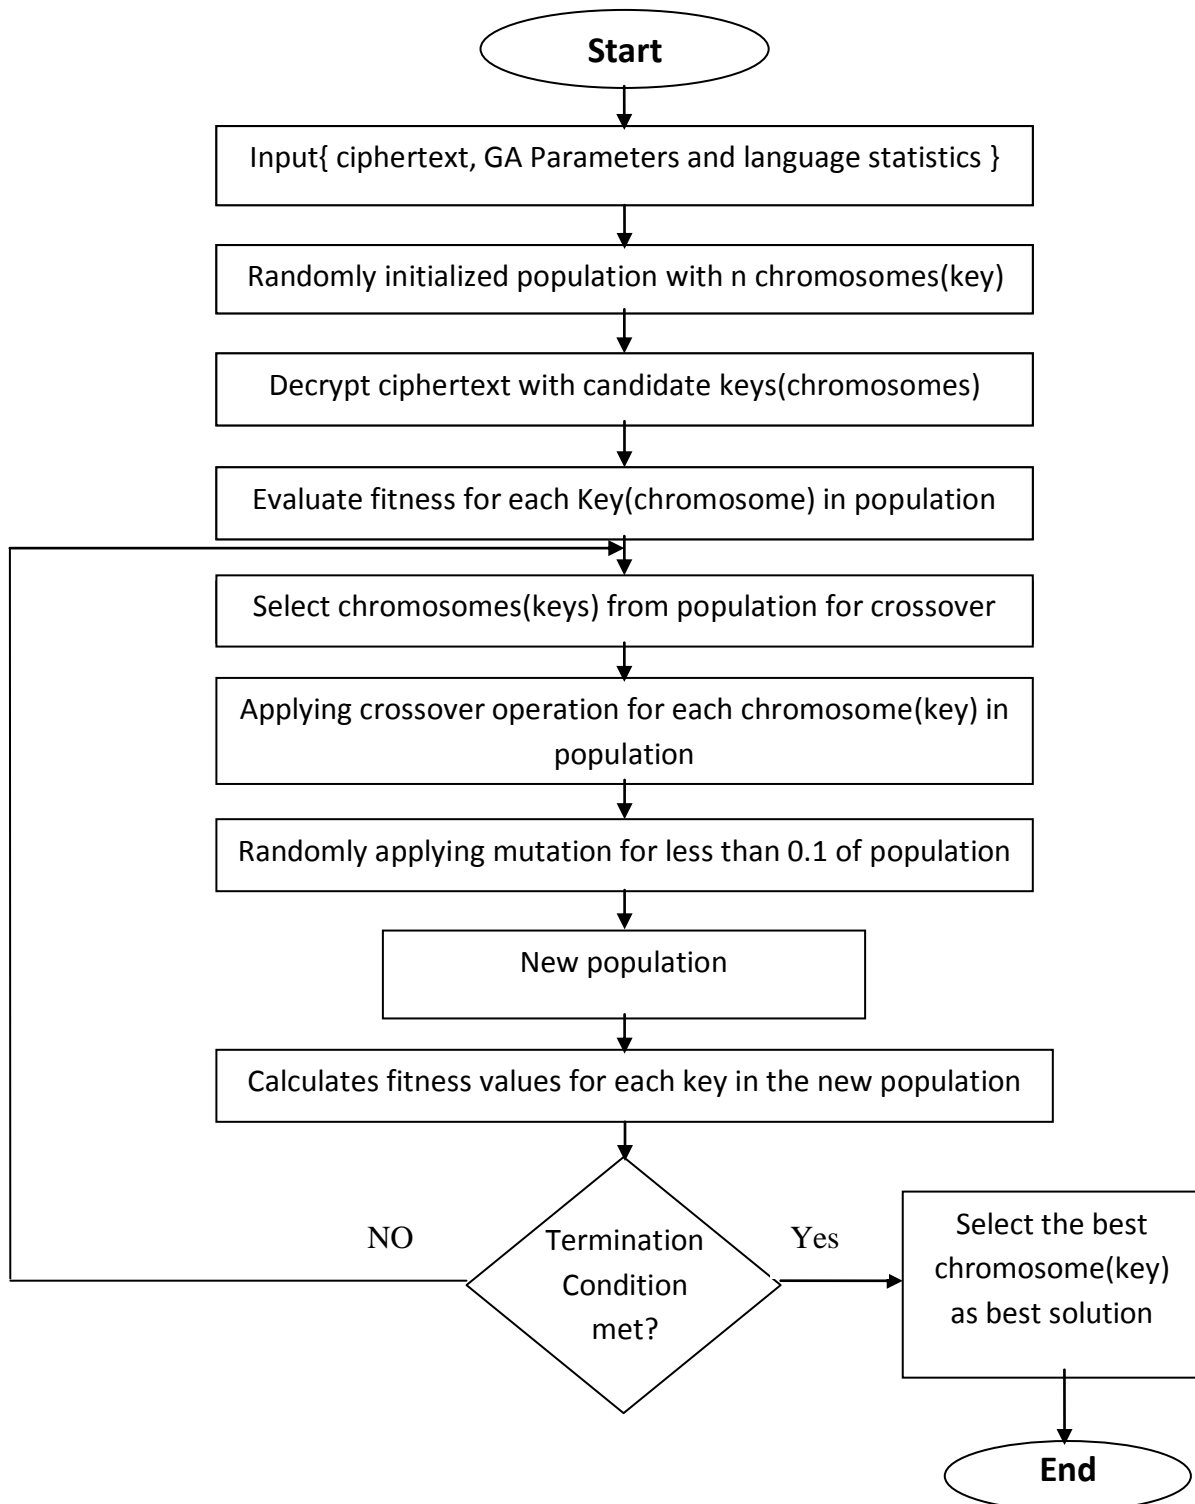 Start
Input{ ciphertext, GA Parameters and language statistics }
Randomly initialized population with n chromosomes(key)
Decrypt ciphertext with candidate keys(chromosomes)
Evaluate fitness for each Key(chromosome) in population
Select chromosomes(keys) from population for crossover
Applying crossover operation for each chromosome(key) in
population
Randomly applying mutation for less than 0.1 of population
New population
Calculates fitness values for each key in the new population
NO
Termination
Condition
met?
Yes
Select the best
chromosome(key)
as best solution
End